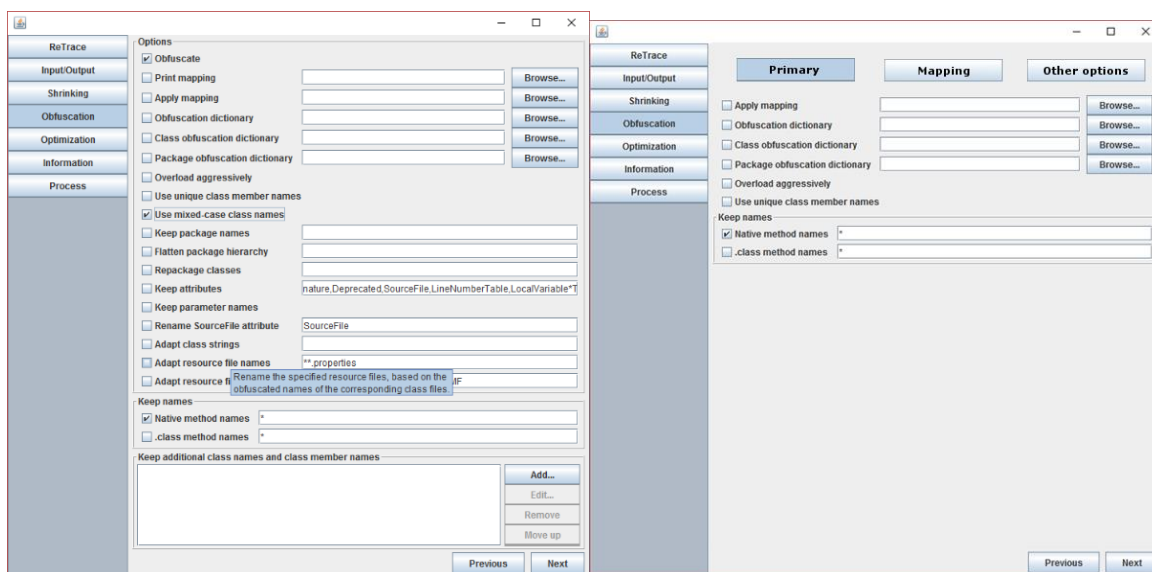 ReTrace
Input/Output
Shrinking
Obfuscation
Optimization
Information
Process
Options
Obfuscate
Print mapping Browse...
Apply mapping Browse...
Obfuscation dictionary Browse...
Class obfuscation dictionary Browse...
Package obfuscation dictionary Browse...
Overload aggressively
Use unique class member names
Use mixed-case class names
Keep package names
Flatten package hierarchy
Repackage classes
Keep attributes nature,Deprecated,SourceFile,LineNumberTable,LocalVariable*T
Keep parameter names
Rename SourceFile attribute SourceFile
Adapt class strings
Adapt resource file names **.properties
Adapt resource fi
Rename the specified resource files, based on the
obfuscated names of the corresponding class files.
Keep names
Native method names *
.class method names *
Keep additional class names and class member names
Add...
Edit...
Remove
Move up
Previous Next
ReTrace
Input/Output
Shrinking
Obfuscation
Optimization
Information
Process
Primary Mapping Other options
Apply mapping Browse...
Obfuscation dictionary Browse...
Class obfuscation dictionary Browse...
Package obfuscation dictionary Browse...
Overload aggressively
Use unique class member names
Keep names
Native method names *
.class method names *
Previous Next